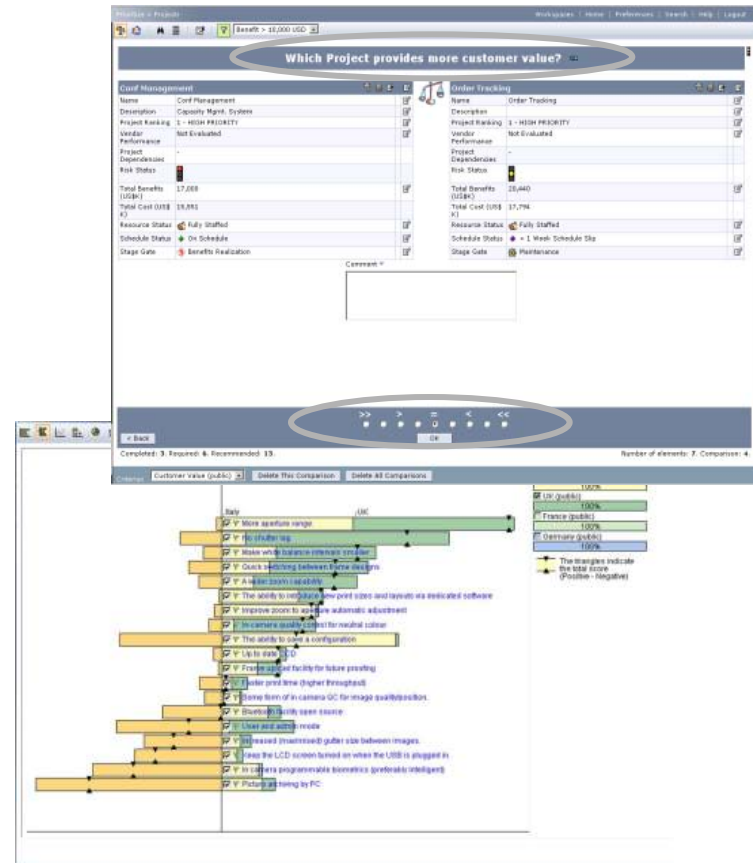 Prioritize > Projects
Workspaces | Home | Preferences | Search | Help | Logout
Benefit > 10,000 USD
Which Project provides more customer value?
Conf Management
Name Conf Management
Description Capacity Mgmt. System
Project Ranking 1 - HIGH PRIORITY
Vendor Performance Not Evaluated
Project Dependencies -
Risk Status
Total Benefits (US$K) 17,000
Total Cost (US$ K)
Resource Status Fully Staffed
Schedule Status On Schedule
Stage Gate Benefits Realization
Order Tracking
Name Order Tracking
Description
Project Ranking 1 - HIGH PRIORITY
Vendor Performance Not Evaluated
Project Dependencies -
Risk Status
Total Benefits (US$K) 20,440
Total Cost (US$ K) 17,794
Resource Status Fully Staffed
Schedule Status < 1 Week Schedule Slip
Stage Gate Maintenance
Comment
>> > = < <<
< Back
OK
Completed: 3. Required: 6. Recommended: 13.
Number of elements: 7. Comparison: 4.
Criterion Customer Value (public) Delete This Comparison Delete All Comparisons
100%
UK (public)
100%
France (public)
100%
Germany (public)
100%
The triangles indicate
the total score
(Positive - Negative)
Italy UK
More aperture range
No shutter lag
Make white balance intervals smaller
Quick switching between frame designs
A wider zoom capability
The ability to introduce new print sizes and layouts via dedicated software
Improve zoom to aperture automatic adjustment
In-camera quality control for neutral colour
The ability to save a configuration
Up to date CCD
Frame upload facility for future proofing
Faster print time (higher throughput)
Some form of in camera QC for image quality/position.
Bluetooth facility open source
User and admin mode
Increased (maximised) gutter size between images.
Keep the LCD screen turned on when the USB is plugged in
In camera programmable biometrics (preferable intelligent)
Picture archieving by PC